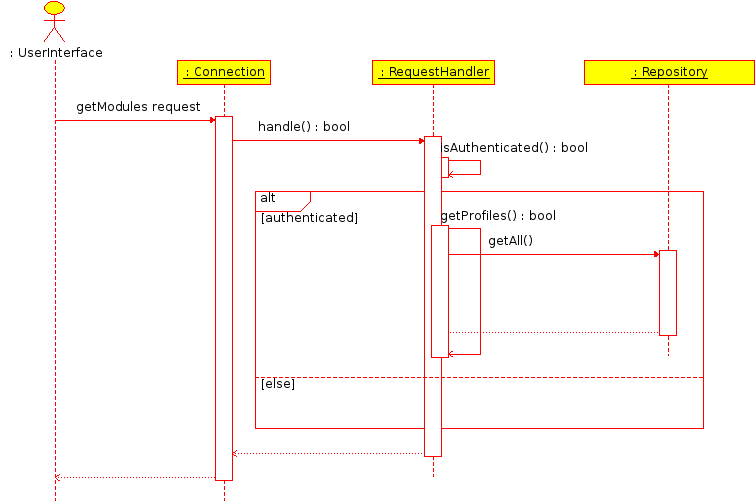 : UserInterface
: Connection
: RequestHandler
: Repository
getModules request
handle() : bool
sAuthenticated() : bool
alt
[authenticated]
getProfiles() : bool
getAll()
[else]